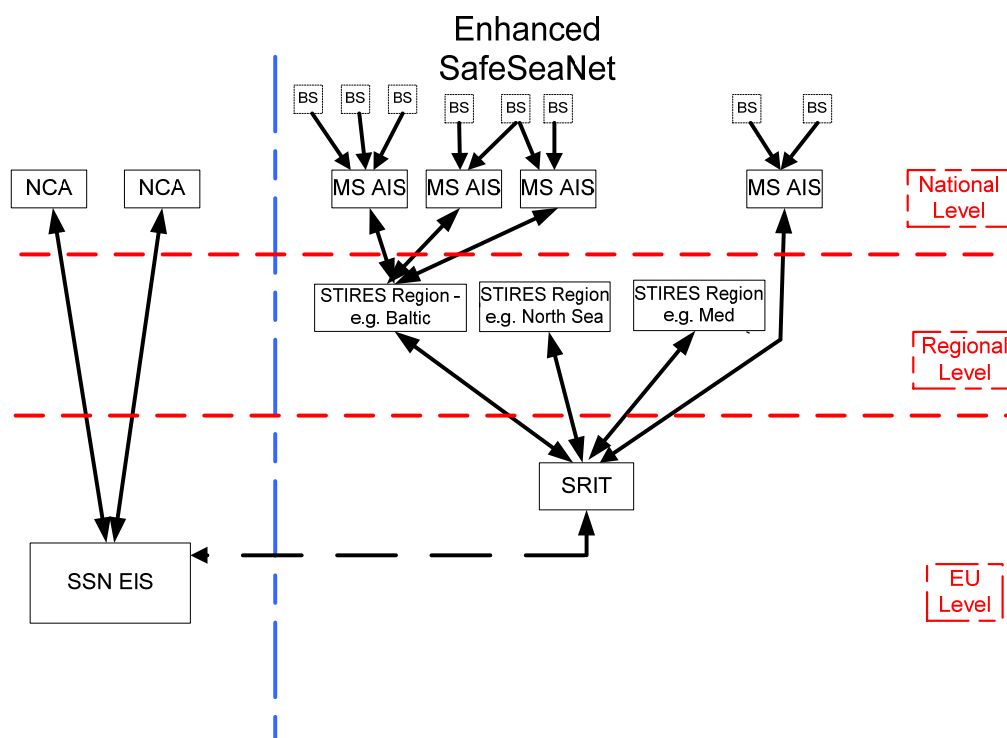 Enhanced
SafeSeaNet
BS BS BS BS BS BS BS BS
NCA NCA MS AIS MS AIS MS AIS MS AIS
National
Level
STIRES Region -
e.g. Baltic
STIRES Region
e.g. North Sea
STIRES Region
e.g. Med
Regional
Level
SRIT
SSN EIS
EU
Level